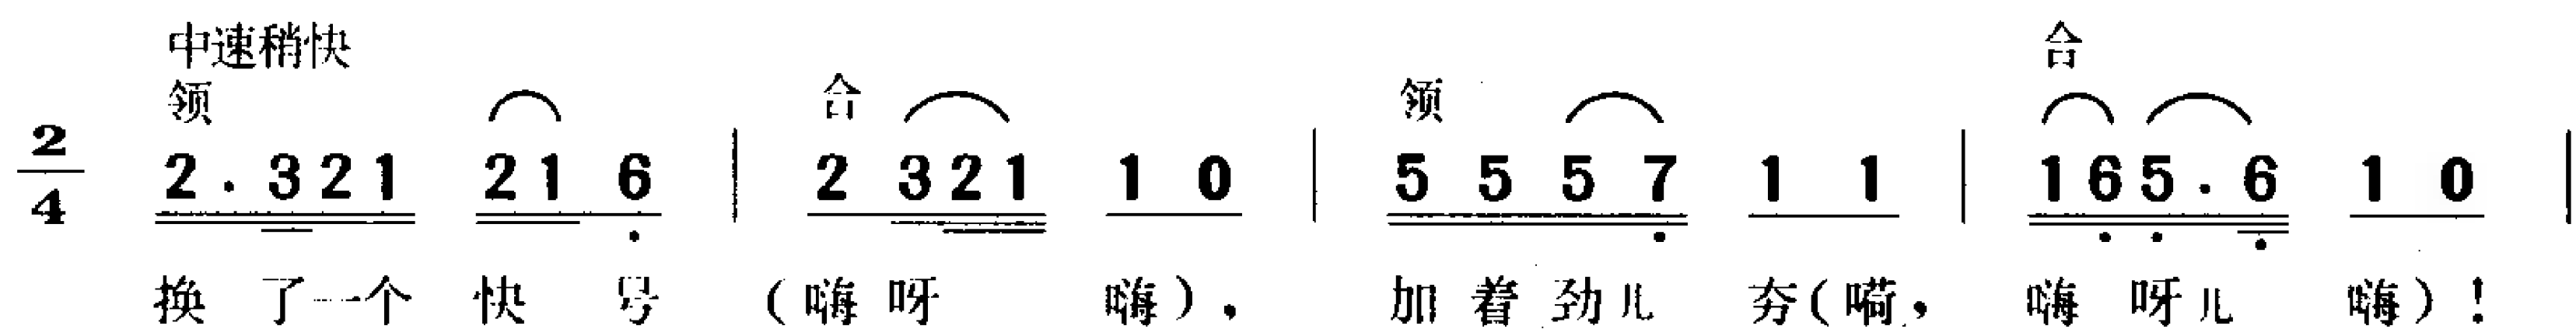 中速稍快
领 合 领 合
2/4 2·321 216 | 2 321 1 0 | 5 5 5 7 1 1 | 165·6 1 0 |
换 了一个 快 号 (嗨 呀 嗨), 加 着 劲儿 夯(嗬, 嗨 呀儿 嗨)!